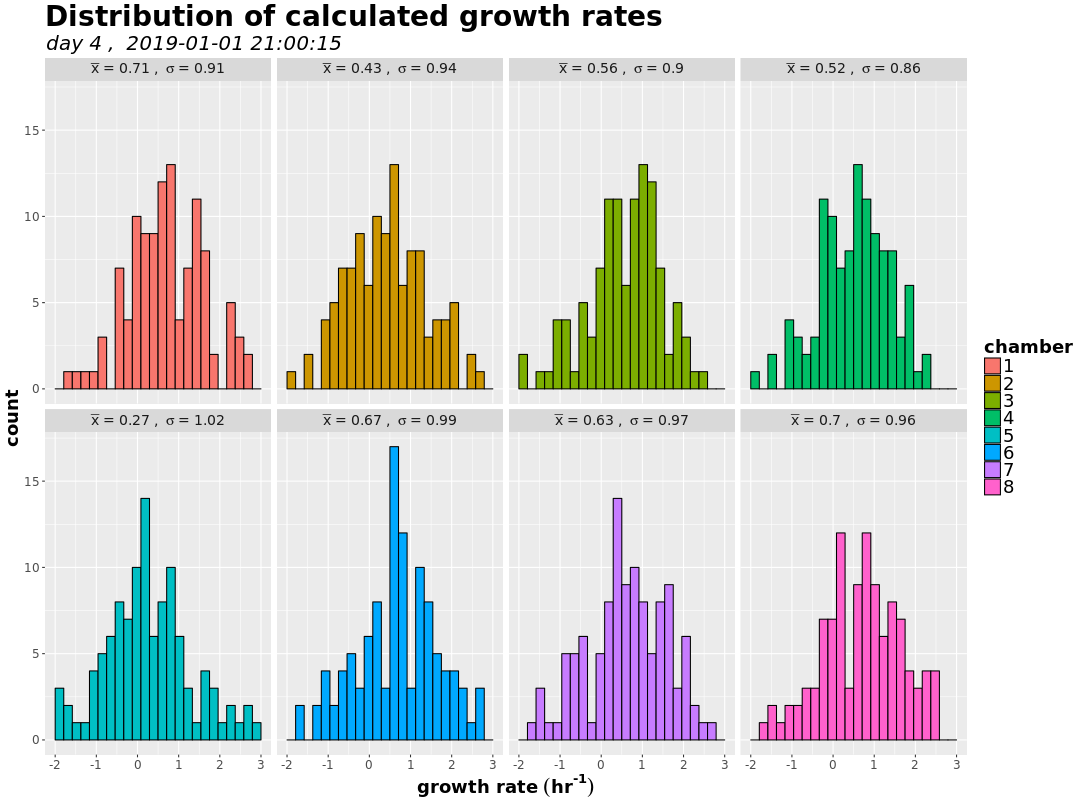 Distribution of calculated growth rates
day 4 ,  2019-01-01 21:00:15
x̅ = 0.71 ,  σ = 0.91
x̅ = 0.43 ,  σ = 0.94
x̅ = 0.56 ,  σ = 0.9
x̅ = 0.52 ,  σ = 0.86
15
10
5
0
x̅ = 0.27 ,  σ = 1.02
x̅ = 0.67 ,  σ = 0.99
x̅ = 0.63 ,  σ = 0.97
x̅ = 0.7 ,  σ = 0.96
15
10
5
0
-2 -1 0 1 2 3
-2 -1 0 1 2 3
-2 -1 0 1 2 3
-2 -1 0 1 2 3
growth rate (hr⁻¹)
count
chamber
1
2
3
4
5
6
7
8